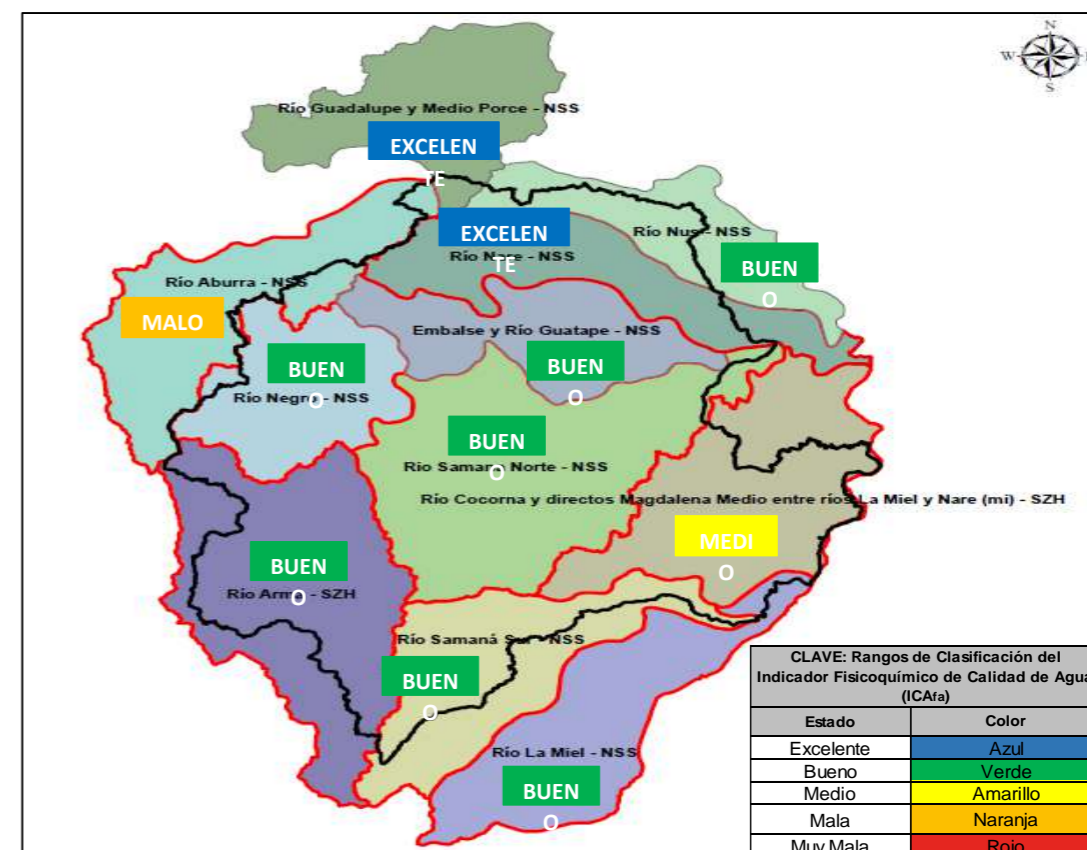 N
W
S
Río Guadalupe y Medio Porce - NSS
EXCELEN
TE
EXCELEN
TE
Río Nus - NSS
Río Nare - NSS
BUEN
O
Río Aburra - NSS
MALO
Embalse y Río Guatape - NSS
BUEN
O
Río Negro - NSS
BUEN
O
BUEN
O
Río Samana Norte - NSS
Río Cocorna y directos Magdalena Medio entre ríos La Miel y Nare (mi) - SZH
MEDI
O
BUEN
O
Río Arma - SZH
Río Samaná Sur - NSS
BUEN
O
Río La Miel - NSS
BUEN
O
CLAVE: Rangos de Clasificación del
Indicador Fisicoquímico de Calidad de Agua
(ICAfa)
Estado Color
Excelente Azul
Bueno Verde
Medio Amarillo
Mala Naranja
Muy Mala Rojo